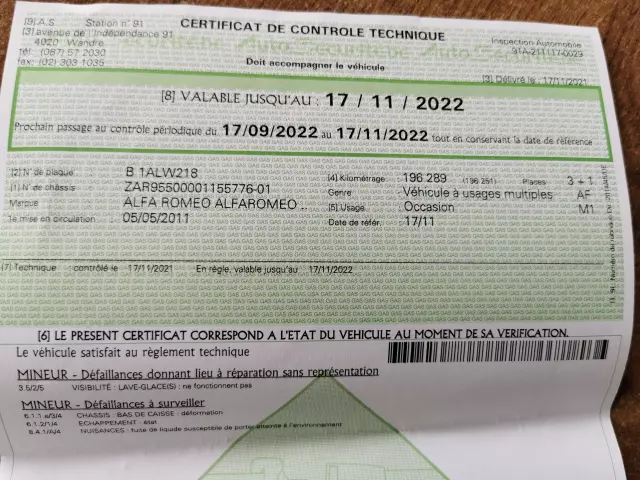 [9] A.S. Station n° 91
[3] avenue de l'Indépendance 91
4020 Wandre
tél: (087) 57 2030
fax: (02) 303 1035
CERTIFICAT DE CONTROLE TECHNIQUE
Doit accompagner le véhicule
Inspection Automobile
91A-211117-0029
[3] Délivré le : 17/11/2021
[8] VALABLE JUSQU'AU : 17 / 11 / 2022
Prochain passage au contrôle périodique du 17/09/2022 au 17/11/2022 tout en conservant la date de référence
[2] N° de plaque B 1ALW218 [4] Kilométrage 196 289 (196 251) Places 3 + 1
[1] N° de châssis ZAR95500001155776-01 Genre Véhicule à usages multiples AF
Marque ALFA ROMEO ALFAROMEO .. [5] Usage Occasion M1
1e mise en circulation 05/05/2011 Date de référ. 17/11
[7] Technique : contrôlé le 17/11/2021 En règle, valable jusqu'au 17/11/2022
[6] LE PRESENT CERTIFICAT CORRESPOND A L'ETAT DU VEHICULE AU MOMENT DE SA VERIFICATION.
Le véhicule satisfait au règlement technique
MINEUR - Défaillances donnant lieu à réparation sans représentation
3.5/2/5 VISIBILITÉ : LAVE-GLACE(S) : ne fonctionnent pas
MINEUR - Défaillances à surveiller
6.1.1.a/3/4 CHASSIS : BAS DE CAISSE : déformation
6.1.2/1/4 ECHAPPEMENT : état
8.4.1/A/4 NUISANCES : fuite de liquide susceptible de porter atteinte à l'environnement